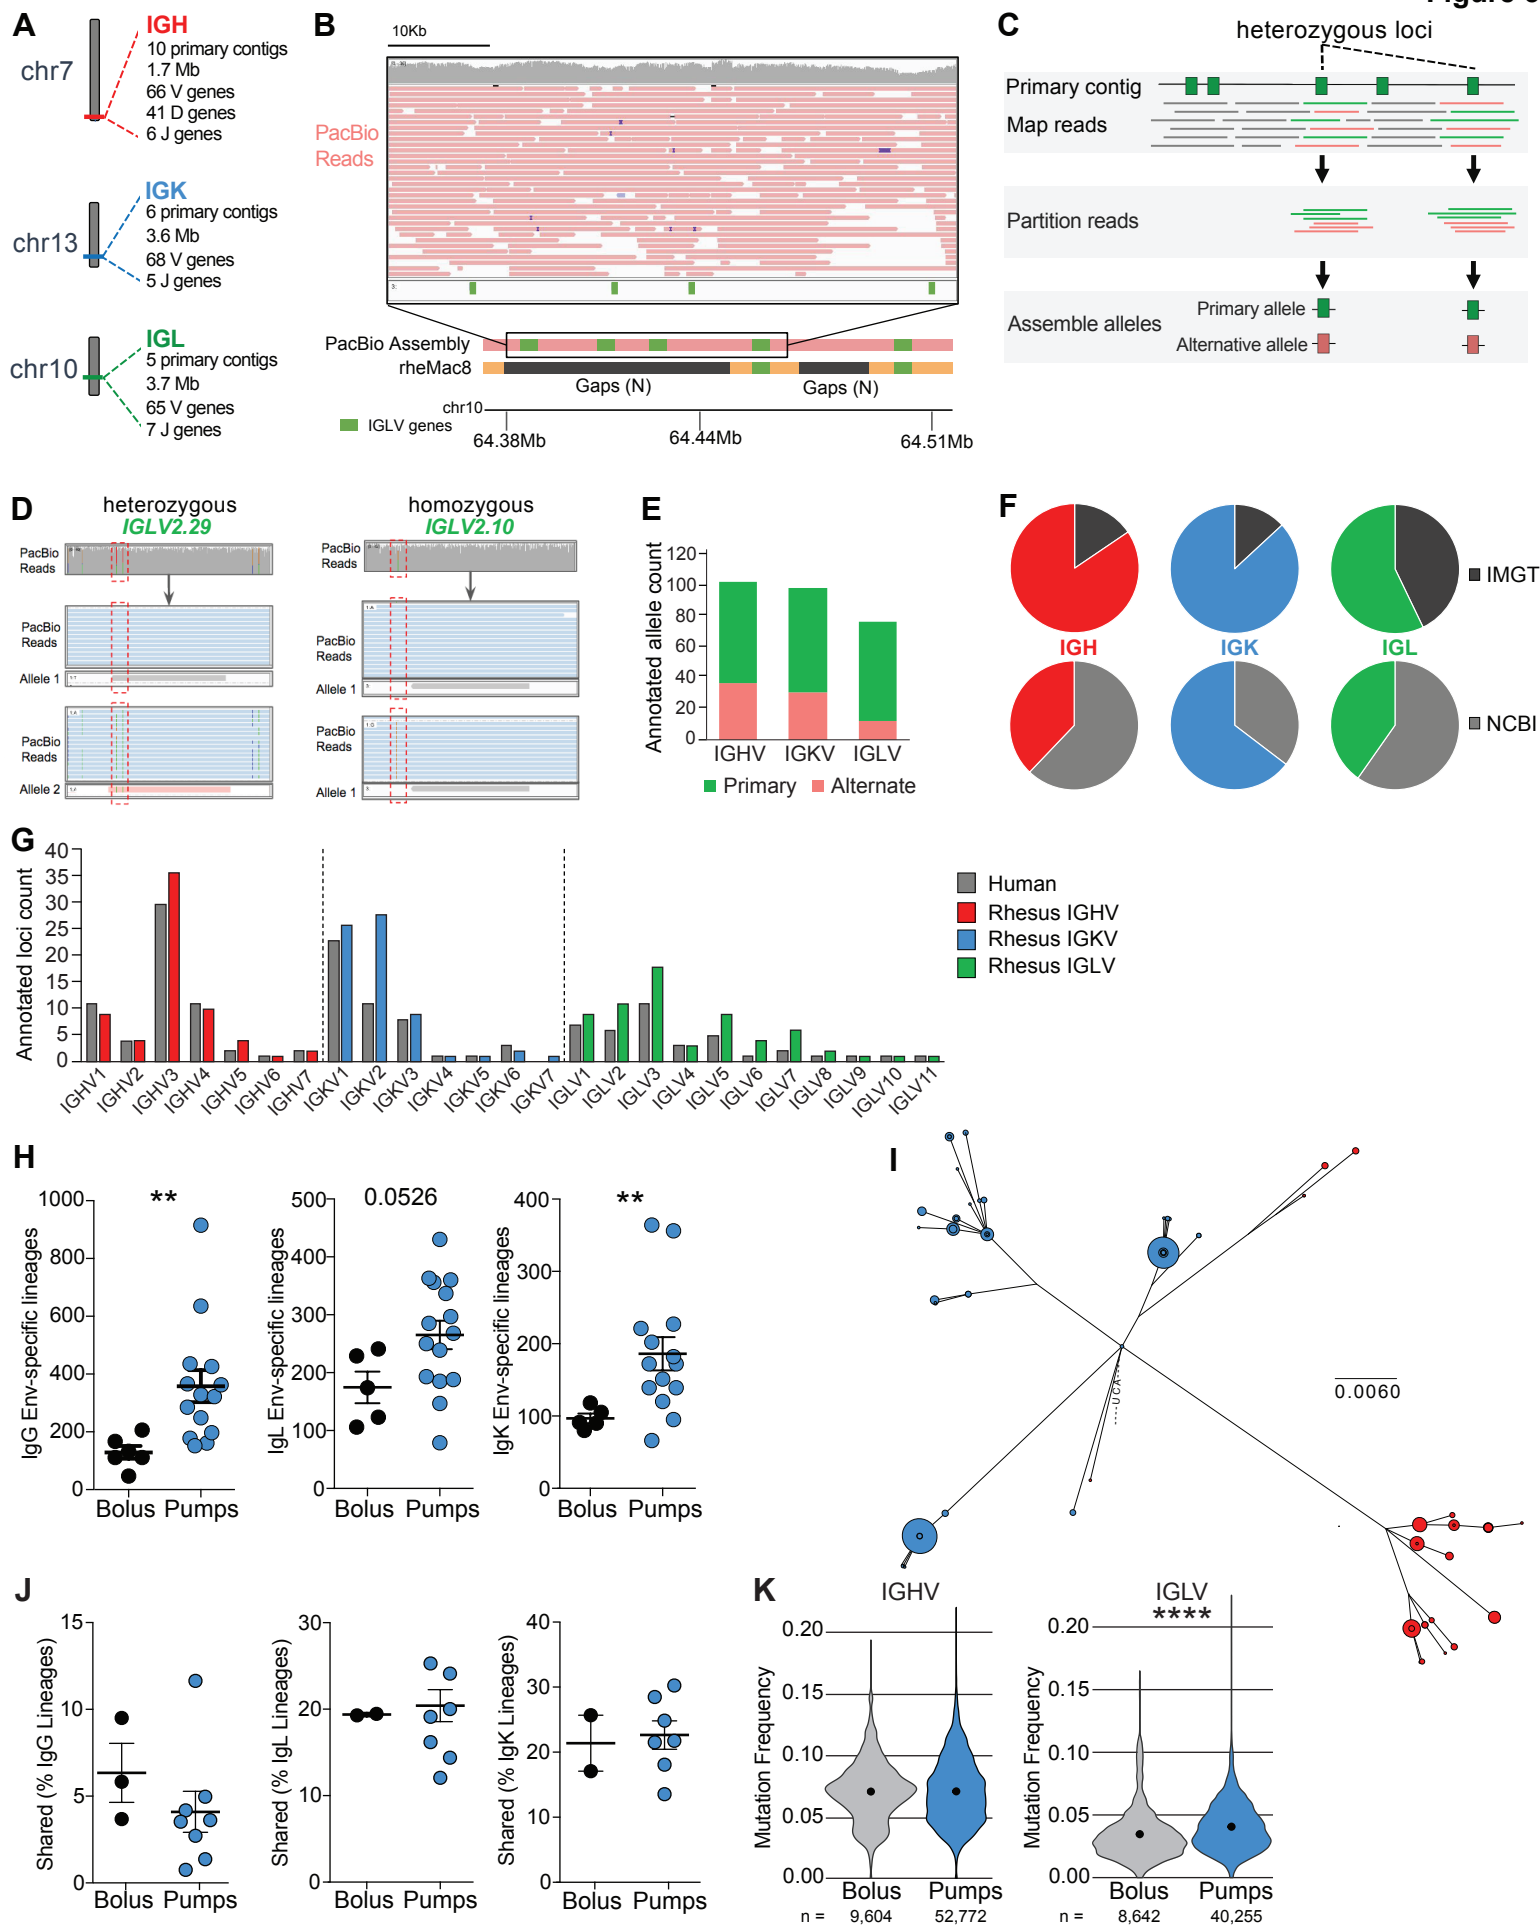 Figure
A
IGH
10 primary contigs
1.7 Mb
66 V genes
41 D genes
6 J genes
chr7
IGK
6 primary contigs
3.6 Mb
68 V genes
5 J genes
chr13
IGL
5 primary contigs
3.7 Mb
65 V genes
7 J genes
chr10
B
10Kb
PacBio
Reads
PacBio Assembly
rheMac8
Gaps (N)
Gaps (N)
chr10
IGLV genes
64.38Mb
64.44Mb
64.51Mb
C
heterozygous loci
Primary contig
Map reads
Partition reads
Assemble alleles
Primary allele
Alternative allele
D
heterozygous
IGLV2.29
PacBio
Reads
PacBio
Reads
Allele 1
PacBio
Reads
Allele 2
homozygous
IGLV2.10
PacBio
Reads
PacBio
Reads
Allele 1
PacBio
Reads
Allele 1
E
Annotated allele count
120
100
80
60
40
20
0
IGHV
IGKV
IGLV
Primary
Alternate
F
IMGT
IGH
IGK
IGL
NCBI
G
Annotated loci count
40
35
30
25
20
15
10
5
0
IGHV1
IGHV2
IGHV3
IGHV4
IGHV5
IGHV6
IGHV7
IGKV1
IGKV2
IGKV3
IGKV4
IGKV5
IGKV6
IGKV7
IGLV1
IGLV2
IGLV3
IGLV4
IGLV5
IGLV6
IGLV7
IGLV8
IGLV9
IGLV10
IGLV11
Human
Rhesus IGHV
Rhesus IGKV
Rhesus IGLV
H
IgG Env-specific lineages
1000
800
600
400
200
0
**
Bolus
Pumps
IgL Env-specific lineages
500
400
300
200
100
0
0.0526
Bolus
Pumps
IgK Env-specific lineages
400
300
200
100
0
**
Bolus
Pumps
I
----UCA---
0.0060
J
Shared (% IgG Lineages)
15
10
5
0
Bolus
Pumps
Shared (% IgL Lineages)
30
20
10
0
Bolus
Pumps
Shared (% IgK Lineages)
40
30
20
10
0
Bolus
Pumps
K
IGHV
Mutation Frequency
0.20
0.15
0.10
0.05
0.00
Bolus
Pumps
n =
9,604
52,772
IGLV
****
Mutation Frequency
0.20
0.15
0.10
0.05
0.00
Bolus
Pumps
n =
8,642
40,255